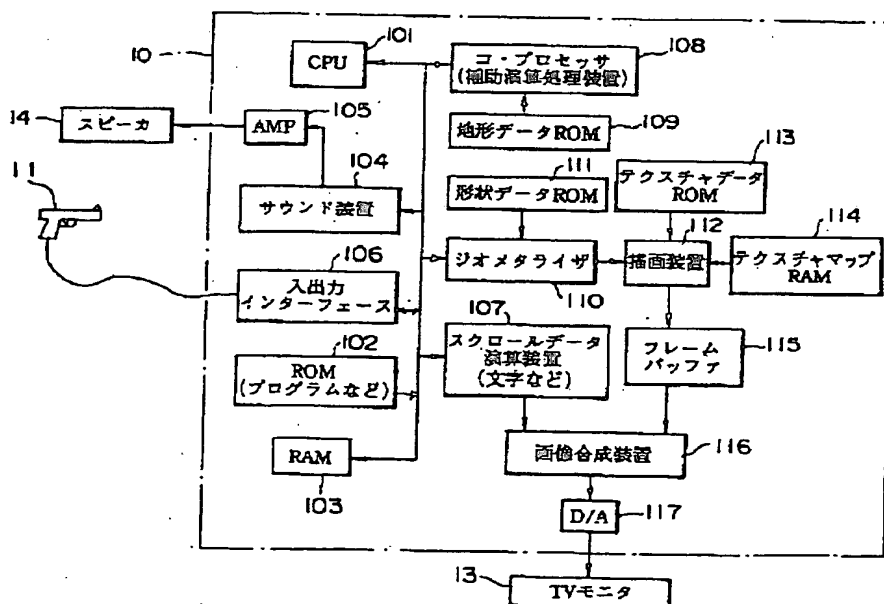 10
101
CPU
コ・プロセッサ
(補助演算処理装置)
108
14
スピーカ
105
AMP
地形データROM
109
113
11
104
サウンド装置
111
形状データROM
テクスチャデータ
ROM
114
106
入出力
インターフェース
ジオメタライザ
110
112
描画装置
テクスチャマップ
RAM
102
ROM
(プログラムなど)
107
スクロールデータ
演算装置
(文字など)
フレーム
バッファ
115
RAM
103
画像合成装置
116
D/A
117
13
TVモニタ